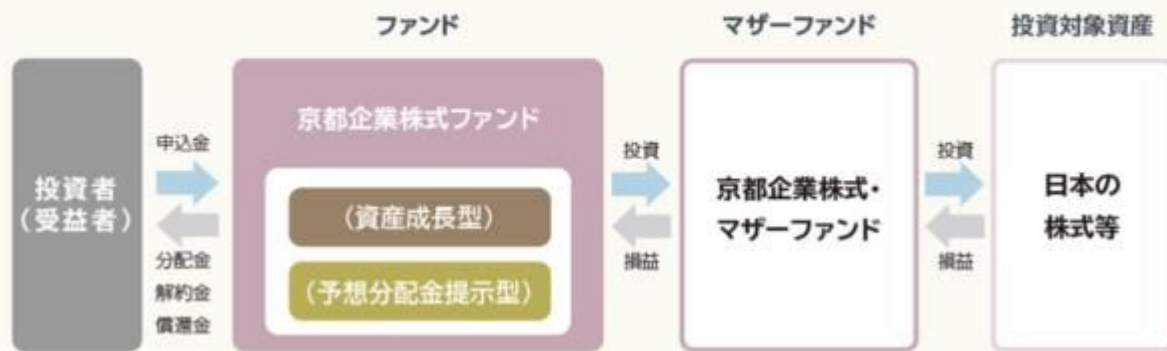 ファンド
マザーファンド
投資対象資産
投資者
(受益者)
申込金
分配金
解約金
償還金
京都企業株式ファンド
(資産成長型)
(予想分配金提示型)
投資
損益
京都企業株式・
マザーファンド
投資
損益
日本の
株式等